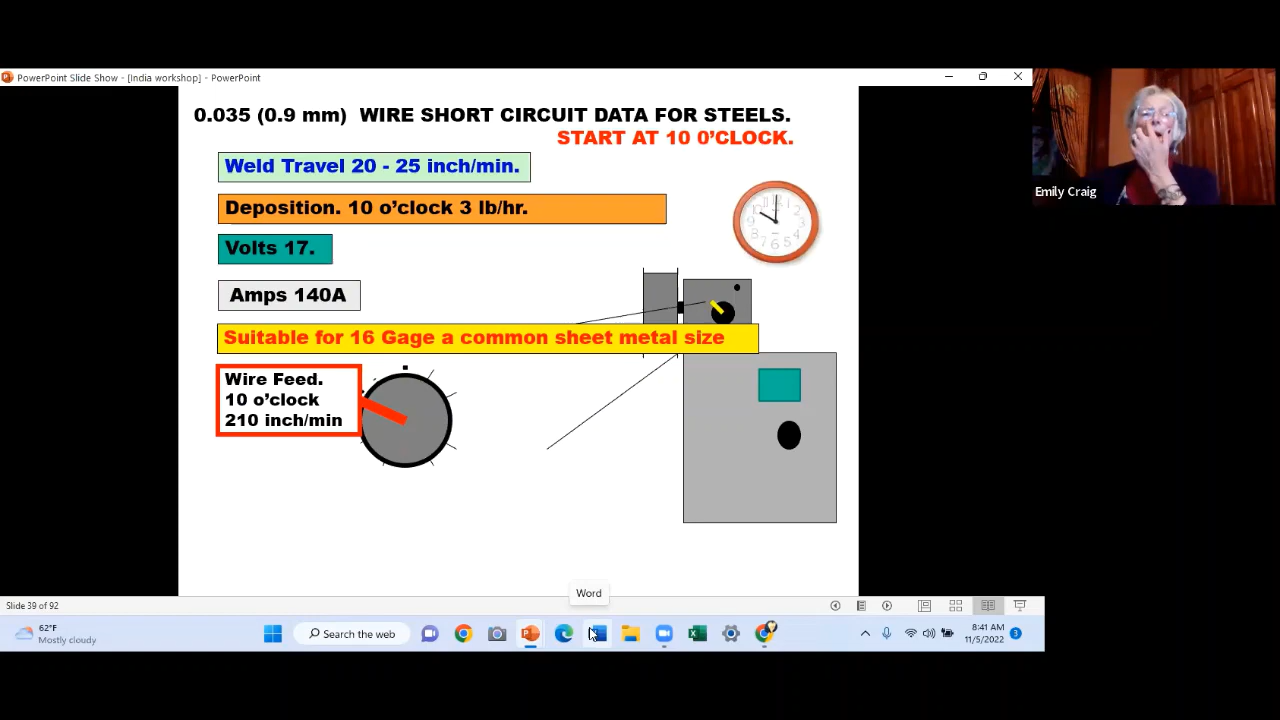 PowerPoint Slide Show - [India workshop] - PowerPoint
0.035 (0.9 mm) WIRE SHORT CIRCUIT DATA FOR STEELS.
START AT 10 0’CLOCK.
Weld Travel 20 - 25 inch/min.
Deposition. 10 o’clock 3 lb/hr.
Volts 17.
Amps 140A
Suitable for 16 Gage a common sheet metal size
Wire Feed.
10 o’clock
210 inch/min
Emily Craig
Word
Slide 39 of 92
62°F
Mostly cloudy
Search the web
8:41 AM
11/5/2022
3